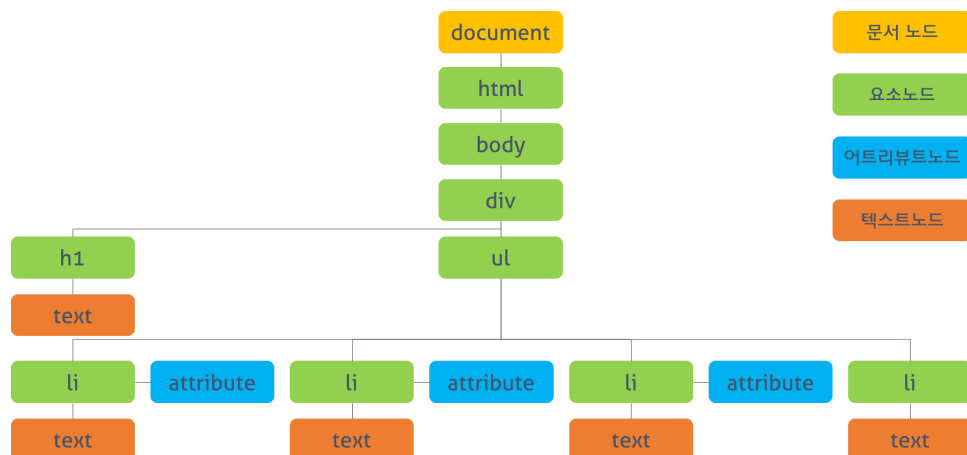 document
문서 노드
html
요소노드
body
어트리뷰트노드
div
텍스트노드
h1
ul
text
li
attribute
li
attribute
li
attribute
li
text
text
text
text